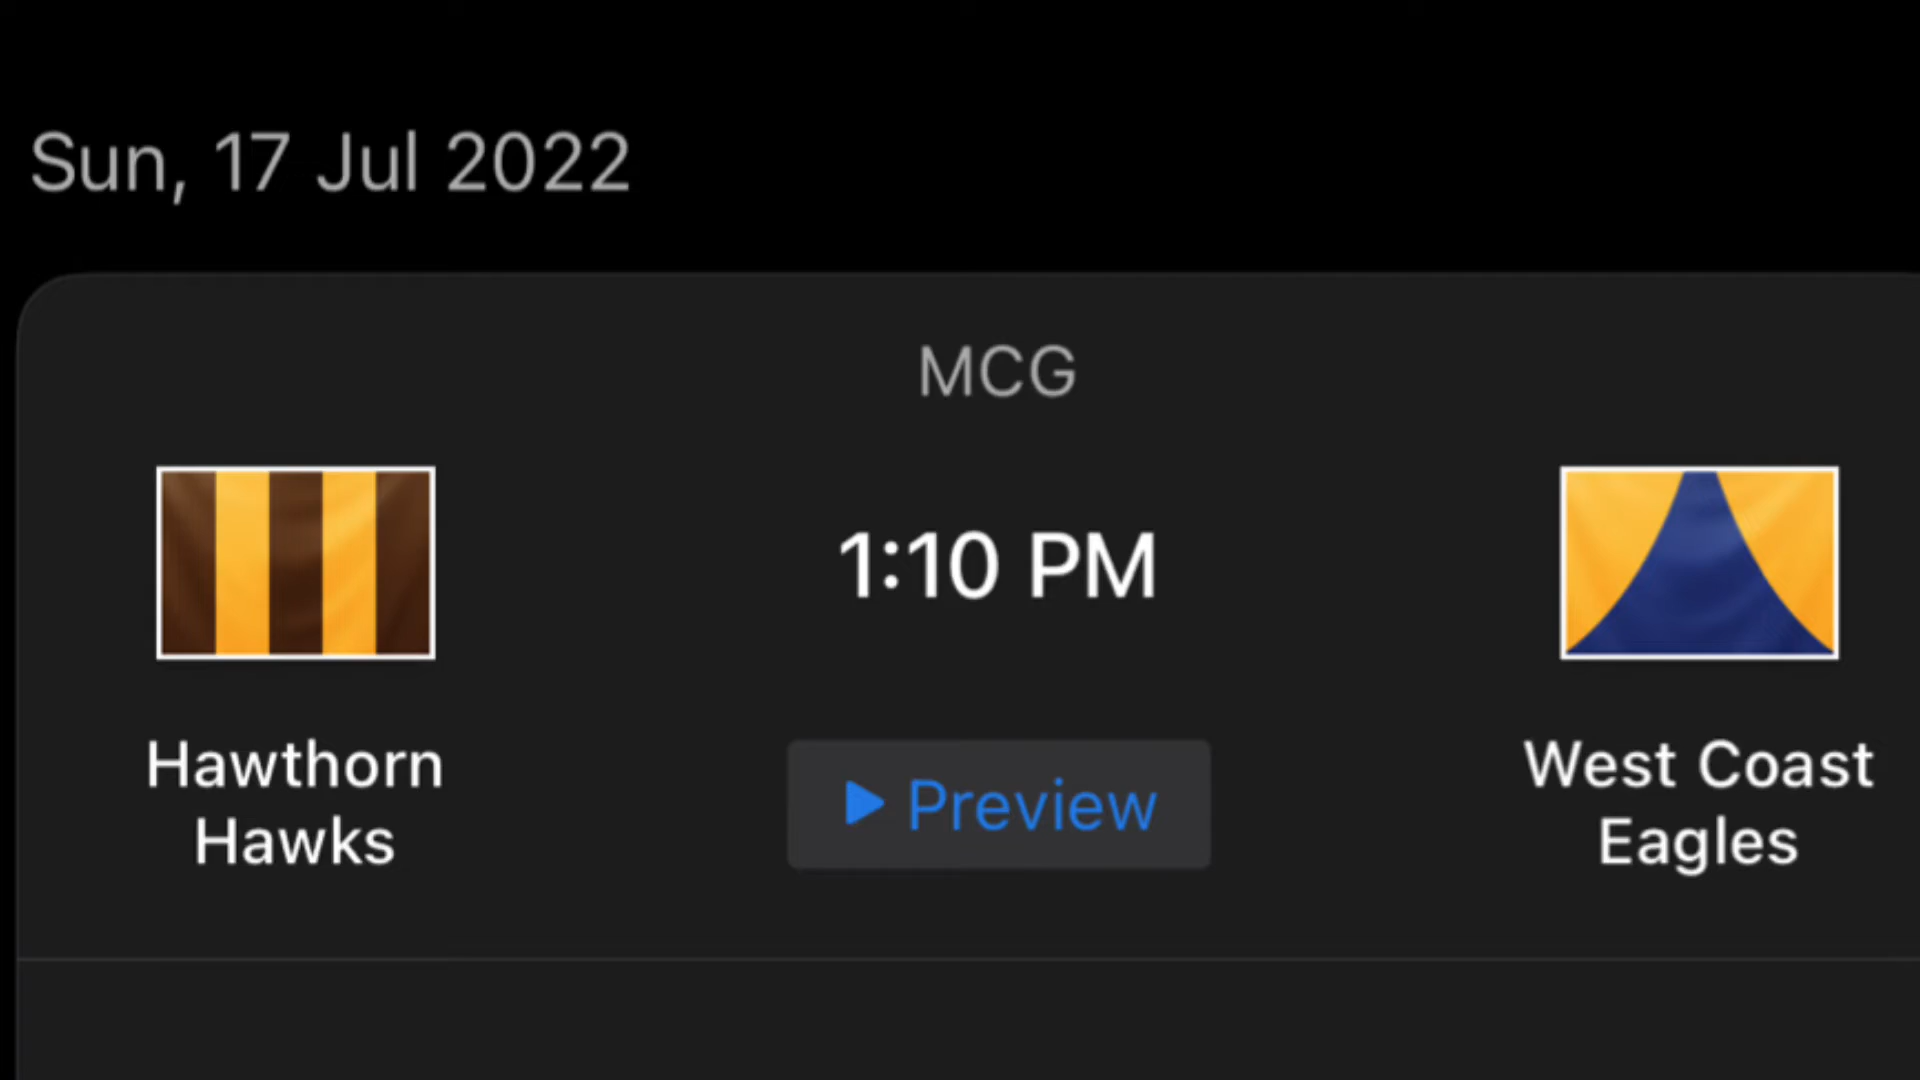 Sun, 17 Jul 2022
MCG
1:10 PM
Hawthorn
Hawks
Preview
West Coast
Eagles